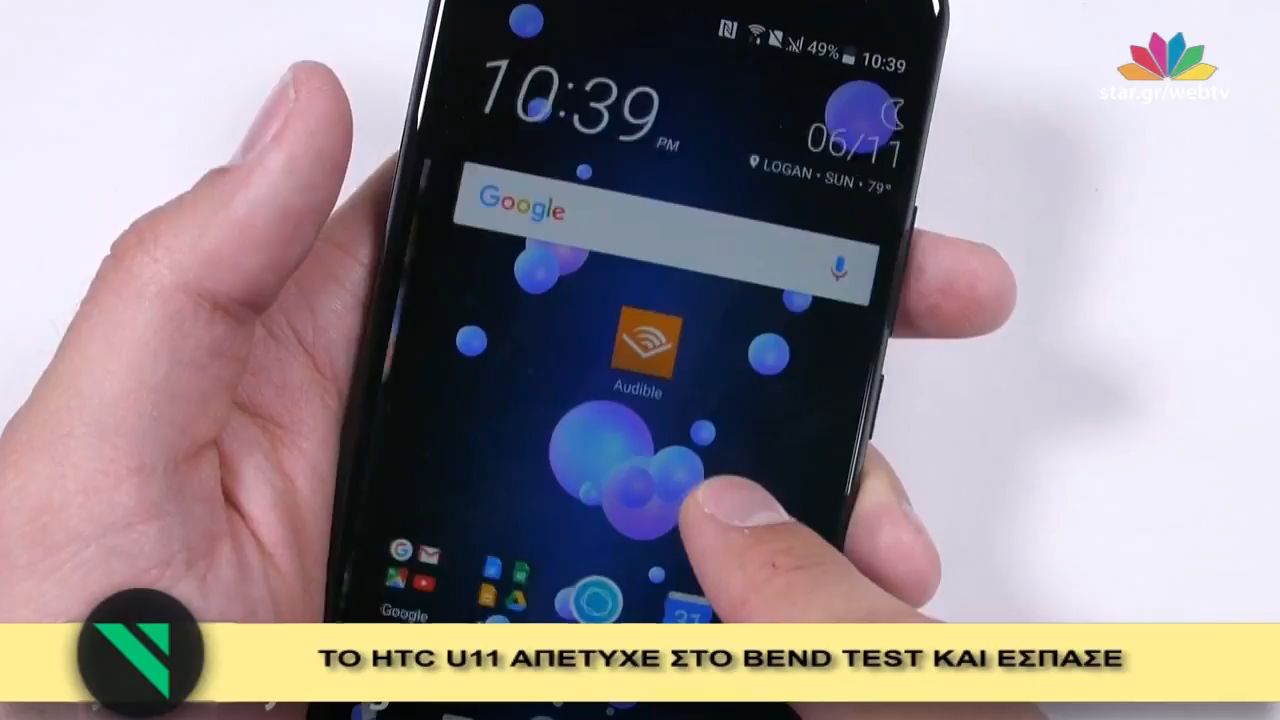 49% 10:39
10:39 PM
06/11
LOGAN • SUN • 79°
star.gr/webtv
Google
Audible
Google
31
ΤΟ HTC U11 ΑΠΕΤΥΧΕ ΣΤΟ BEND TEST ΚΑΙ ΕΣΠΑΣΕ